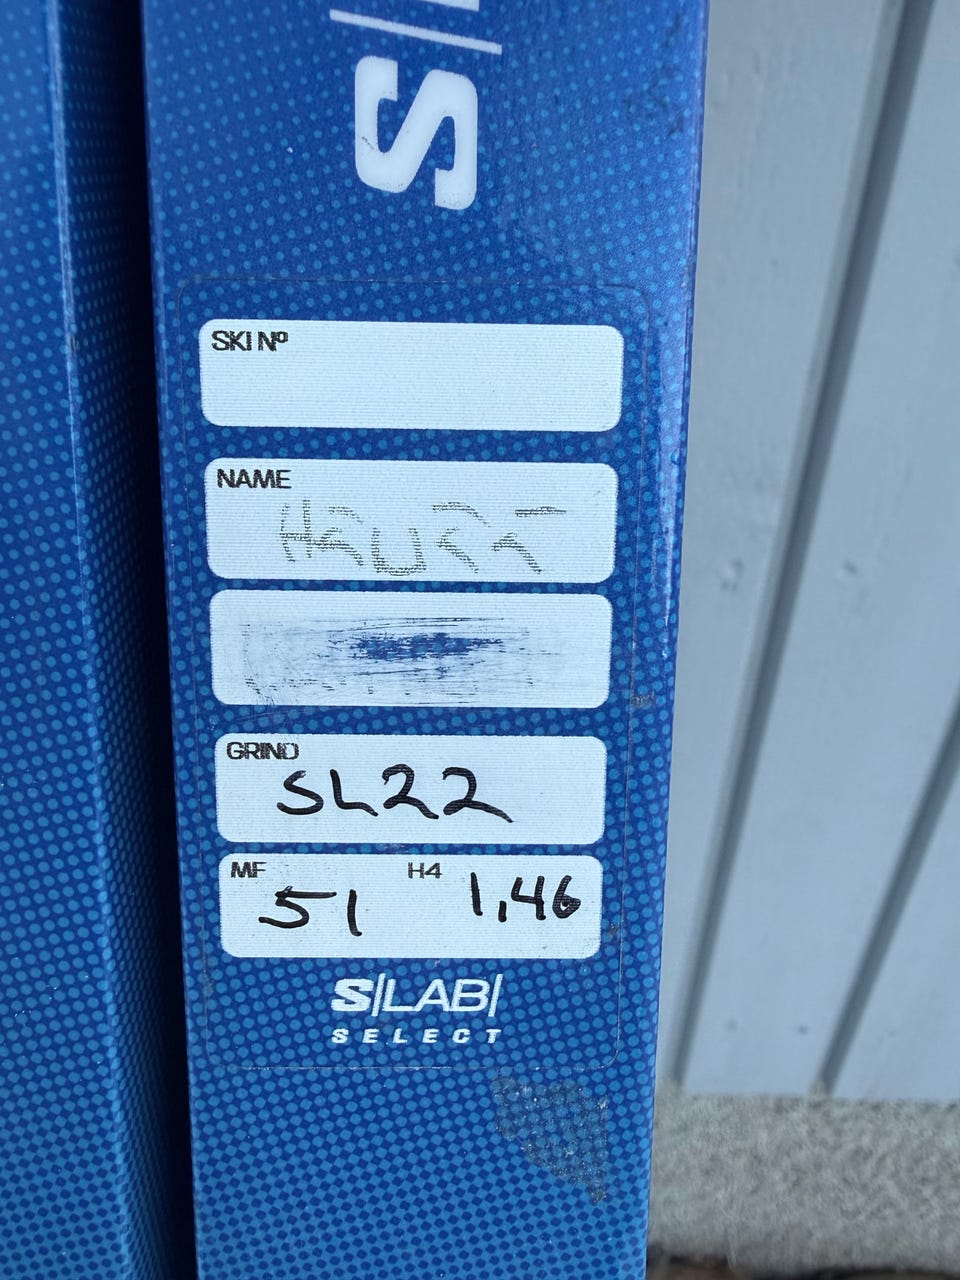 S/L
SKI Nº
NAME
GRIND
SL22
MF 51 H4 1,46
S/LAB/
SELECT